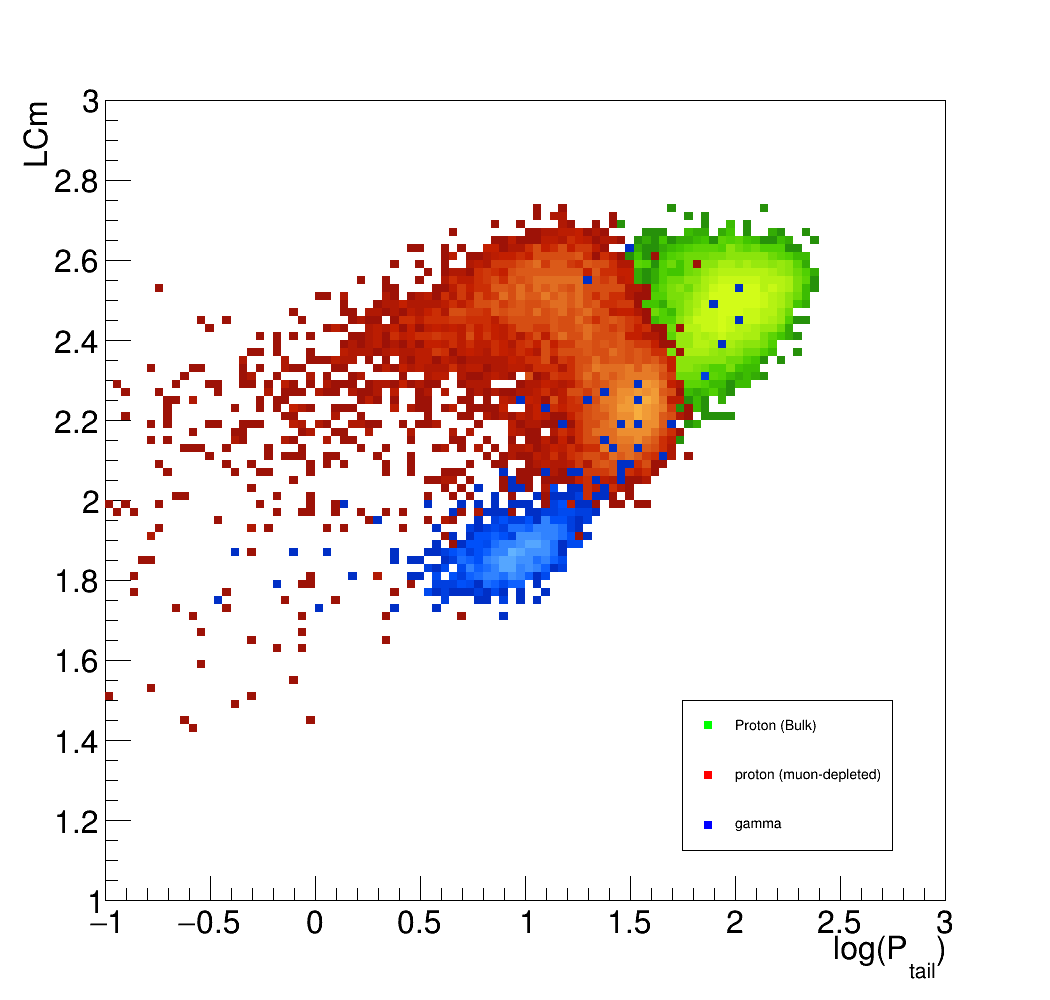 LCm
3
2.8
2.6
2.4
2.2
2
1.8
1.6
1.4
1.2
1
Proton (Bulk)
proton (muon-depleted)
gamma
−1 −0.5 0 0.5 1 1.5 2 2.5 3
log(P_tail)